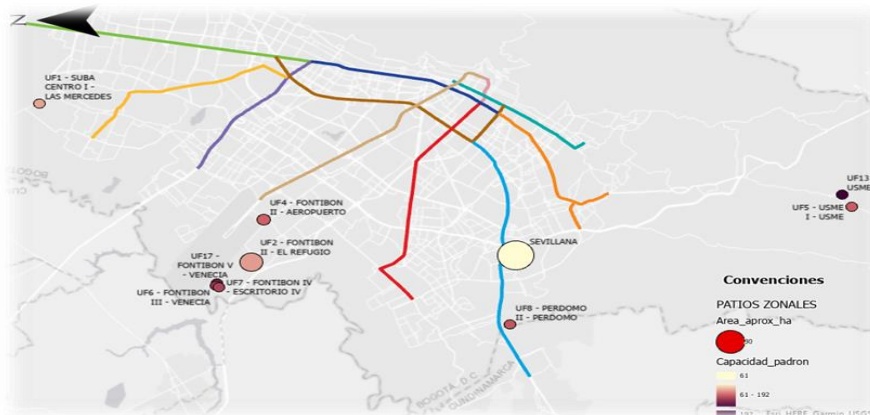 N
UF1 - SUBA
CENTRO I -
LAS MERCEDES
UF4 - FONTIBON
II - AEROPUERTO
UF17 -
FONTIBON V
- VENECIA
UF2 - FONTIBON
II - EL REFUGIO
UF6 - FONTIBON
III - VENECIA
UF7 - FONTIBON IV
- ESCRITORIO IV
SEVILLANA
UF8 - PERDOMO
II - PERDOMO
UF13
USME
UF5 - USME
I - USME
BOGOTÁ, D.C.
CUNDINAMARCA
Convenciones
PATIOS ZONALES
Area_aprox_ha
Capacidad_padron
61
61 - 192